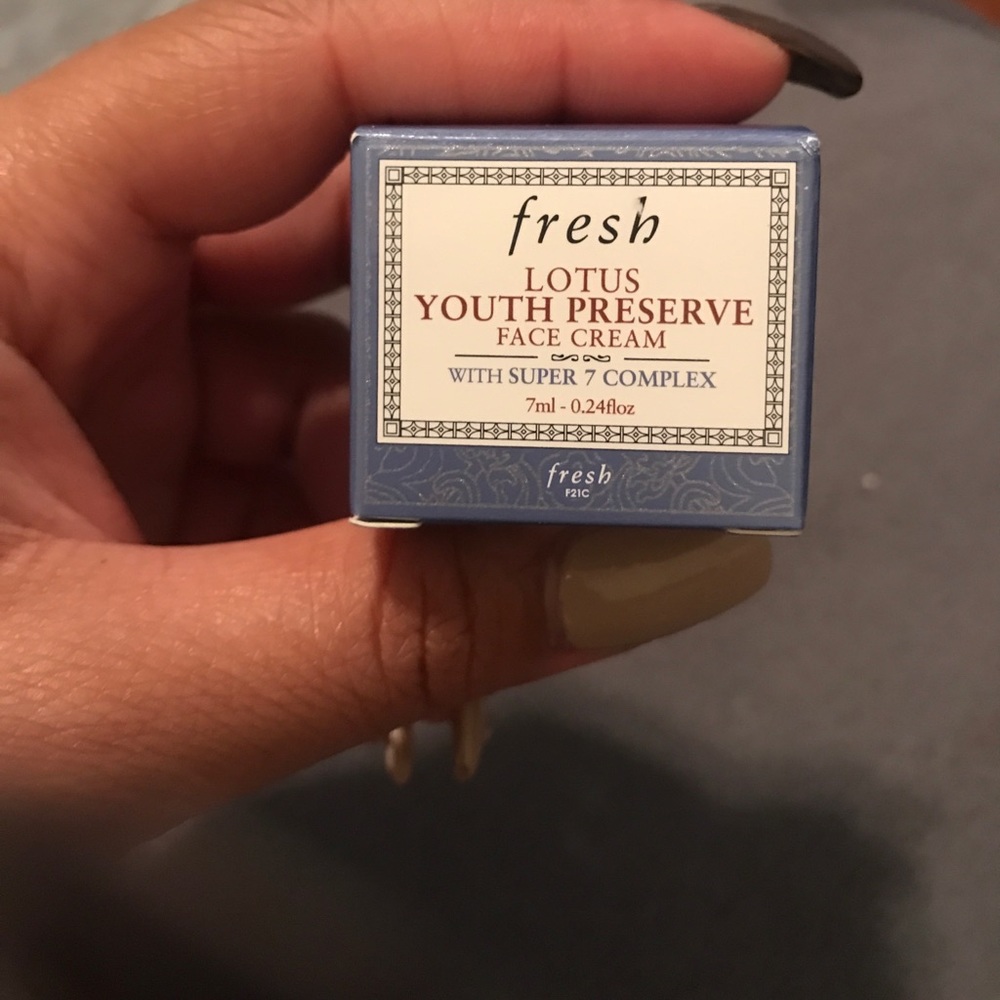 fresh
LOTUS
YOUTH PRESERVE
FACE CREAM
WITH SUPER 7 COMPLEX
7ml - 0.24floz
fresh
F21C